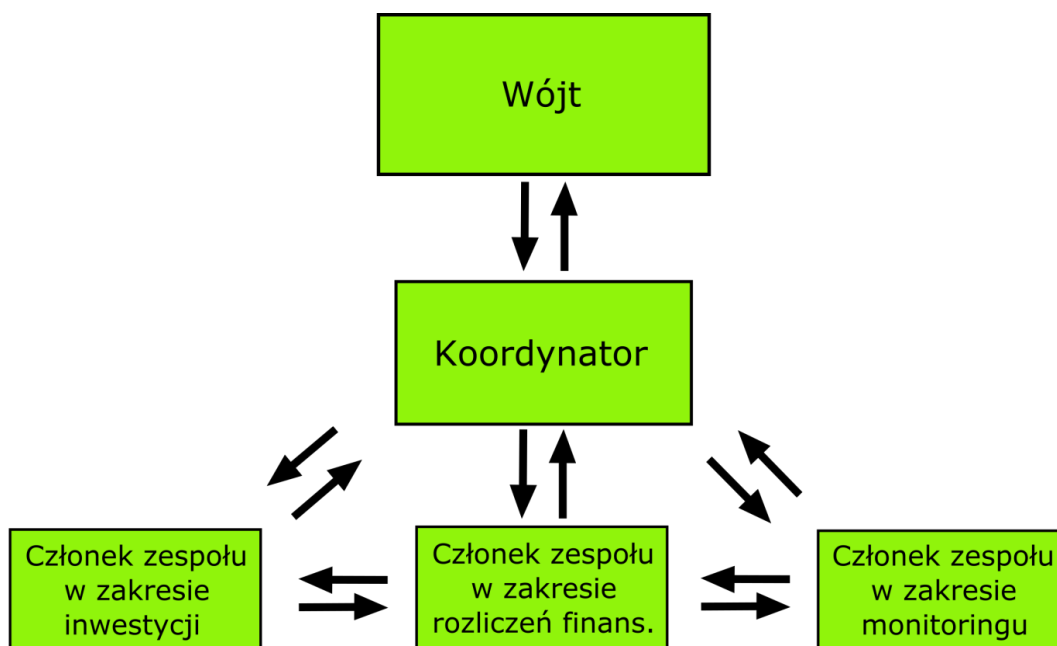 Wójt
Koordynator
Członek zespołu
w zakresie
inwestycji
Członek zespołu
w zakresie
rozliczeń finans.
Członek zespołu
w zakresie
monitoringu